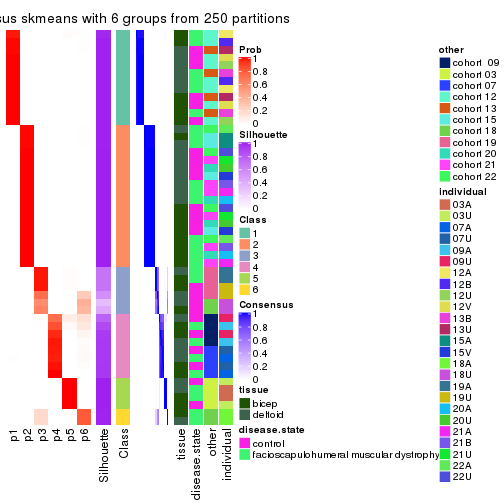 sus skmeans with 6 groups from 250 partitions
Prob
1
0.8
0.6
0.4
0.2
0
Silhouette
1
0.8
0.6
0.4
0.2
0
Class
1
2
3
4
5
6
Consensus
1
0.8
0.6
0.4
0.2
0
tissue
bicep
deltoid
disease.state
control
facioscapulohumeral muscular dystrophy
other
cohort 09
cohort 03
cohort 07
cohort 12
cohort 13
cohort 15
cohort 18
cohort 19
cohort 20
cohort 21
cohort 22
individual
03A
03U
07A
07U
09A
09U
12A
12B
12U
12V
13B
13U
15A
15V
18A
18U
19A
19U
20A
20U
21A
21B
21U
22A
22U
p1
p2
p3
p4
p5
p6
Silhouette
Class
tissue
disease.state
other
individual